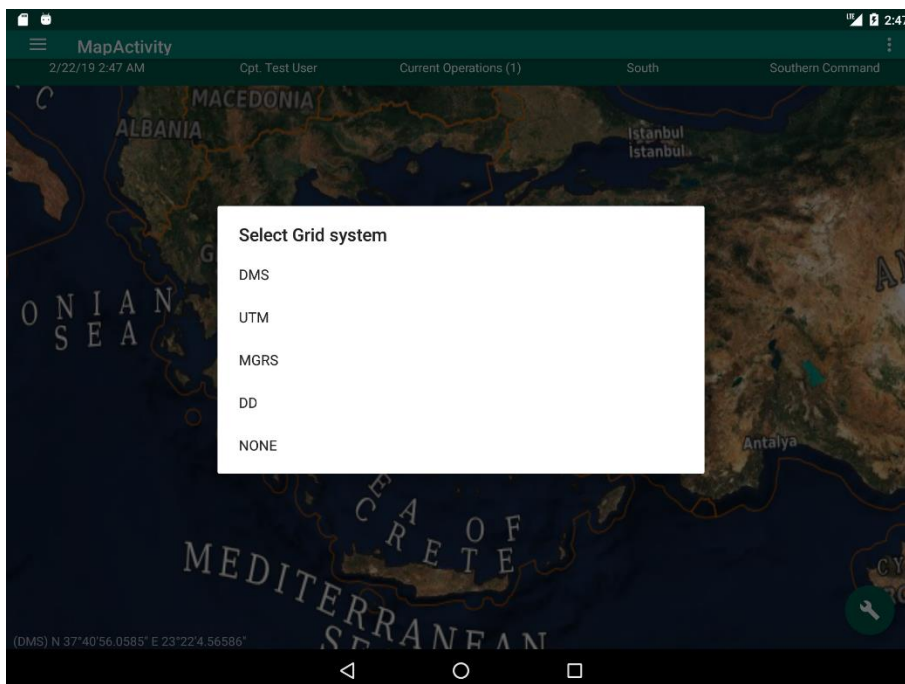 LTE 2:47
MapActivity
2/22/19 2:47 AM Cpt. Test User Current Operations (1) South Southern Command
MACEDONIA
ALBANIA
Istanbul
İstanbul
Select Grid system
DMS
UTM
MGRS
DD
NONE
ONIAN
SEA
Antalya
SEA OF
CRETE
MEDITERRANEAN
(DMS) N 37°40'56.0585" E 23°22'4.56586"